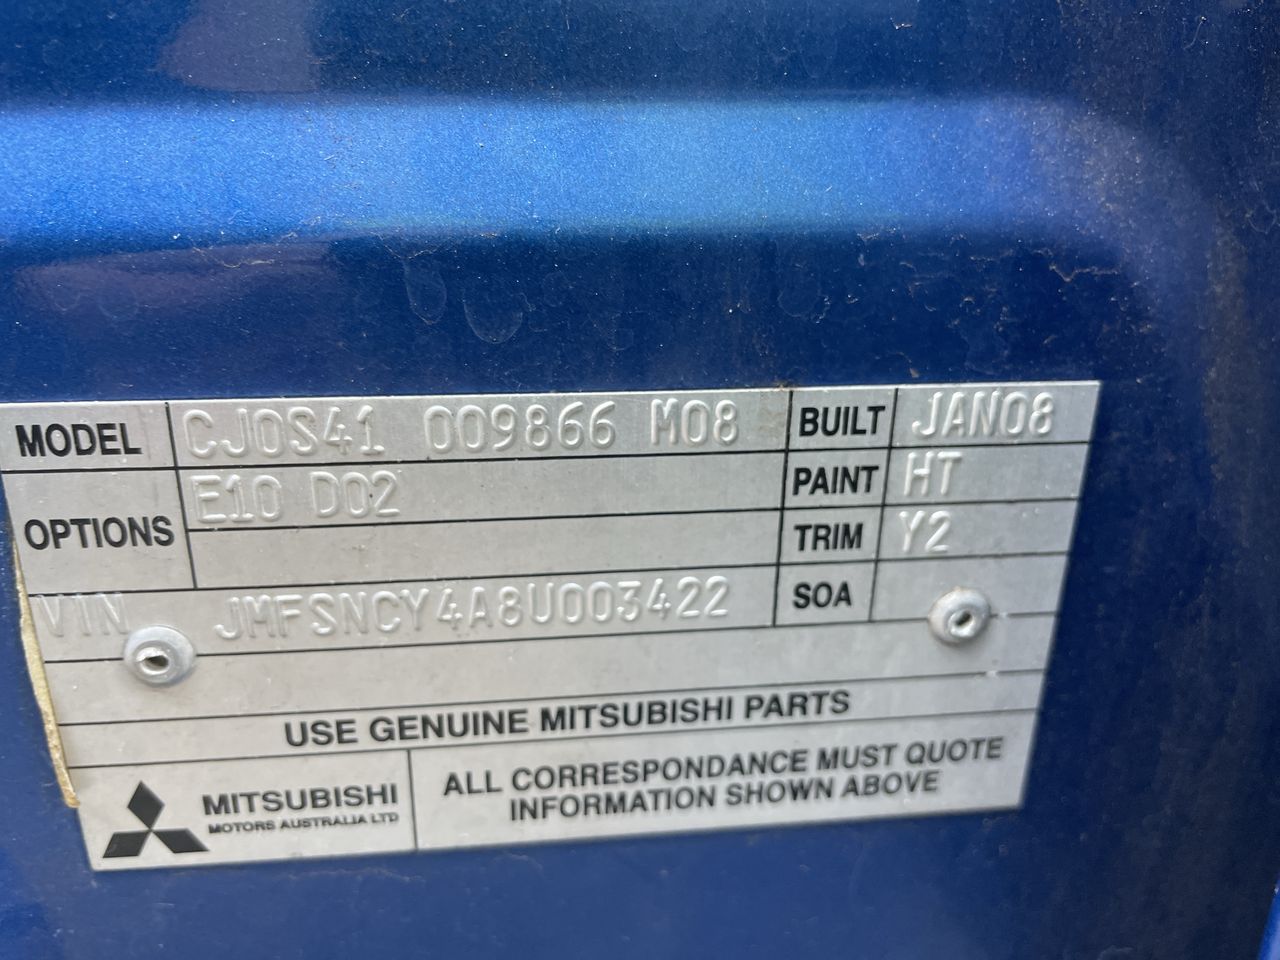 MODEL CJ0S41 009866 M08 BUILT JAN08
OPTIONS E10 D02 PAINT HT
TRIM Y2
VIN JMFSNCY4A8U003422 SOA
USE GENUINE MITSUBISHI PARTS
MITSUBISHI
MOTORS AUSTRALIA LTD
ALL CORRESPONDANCE MUST QUOTE
INFORMATION SHOWN ABOVE